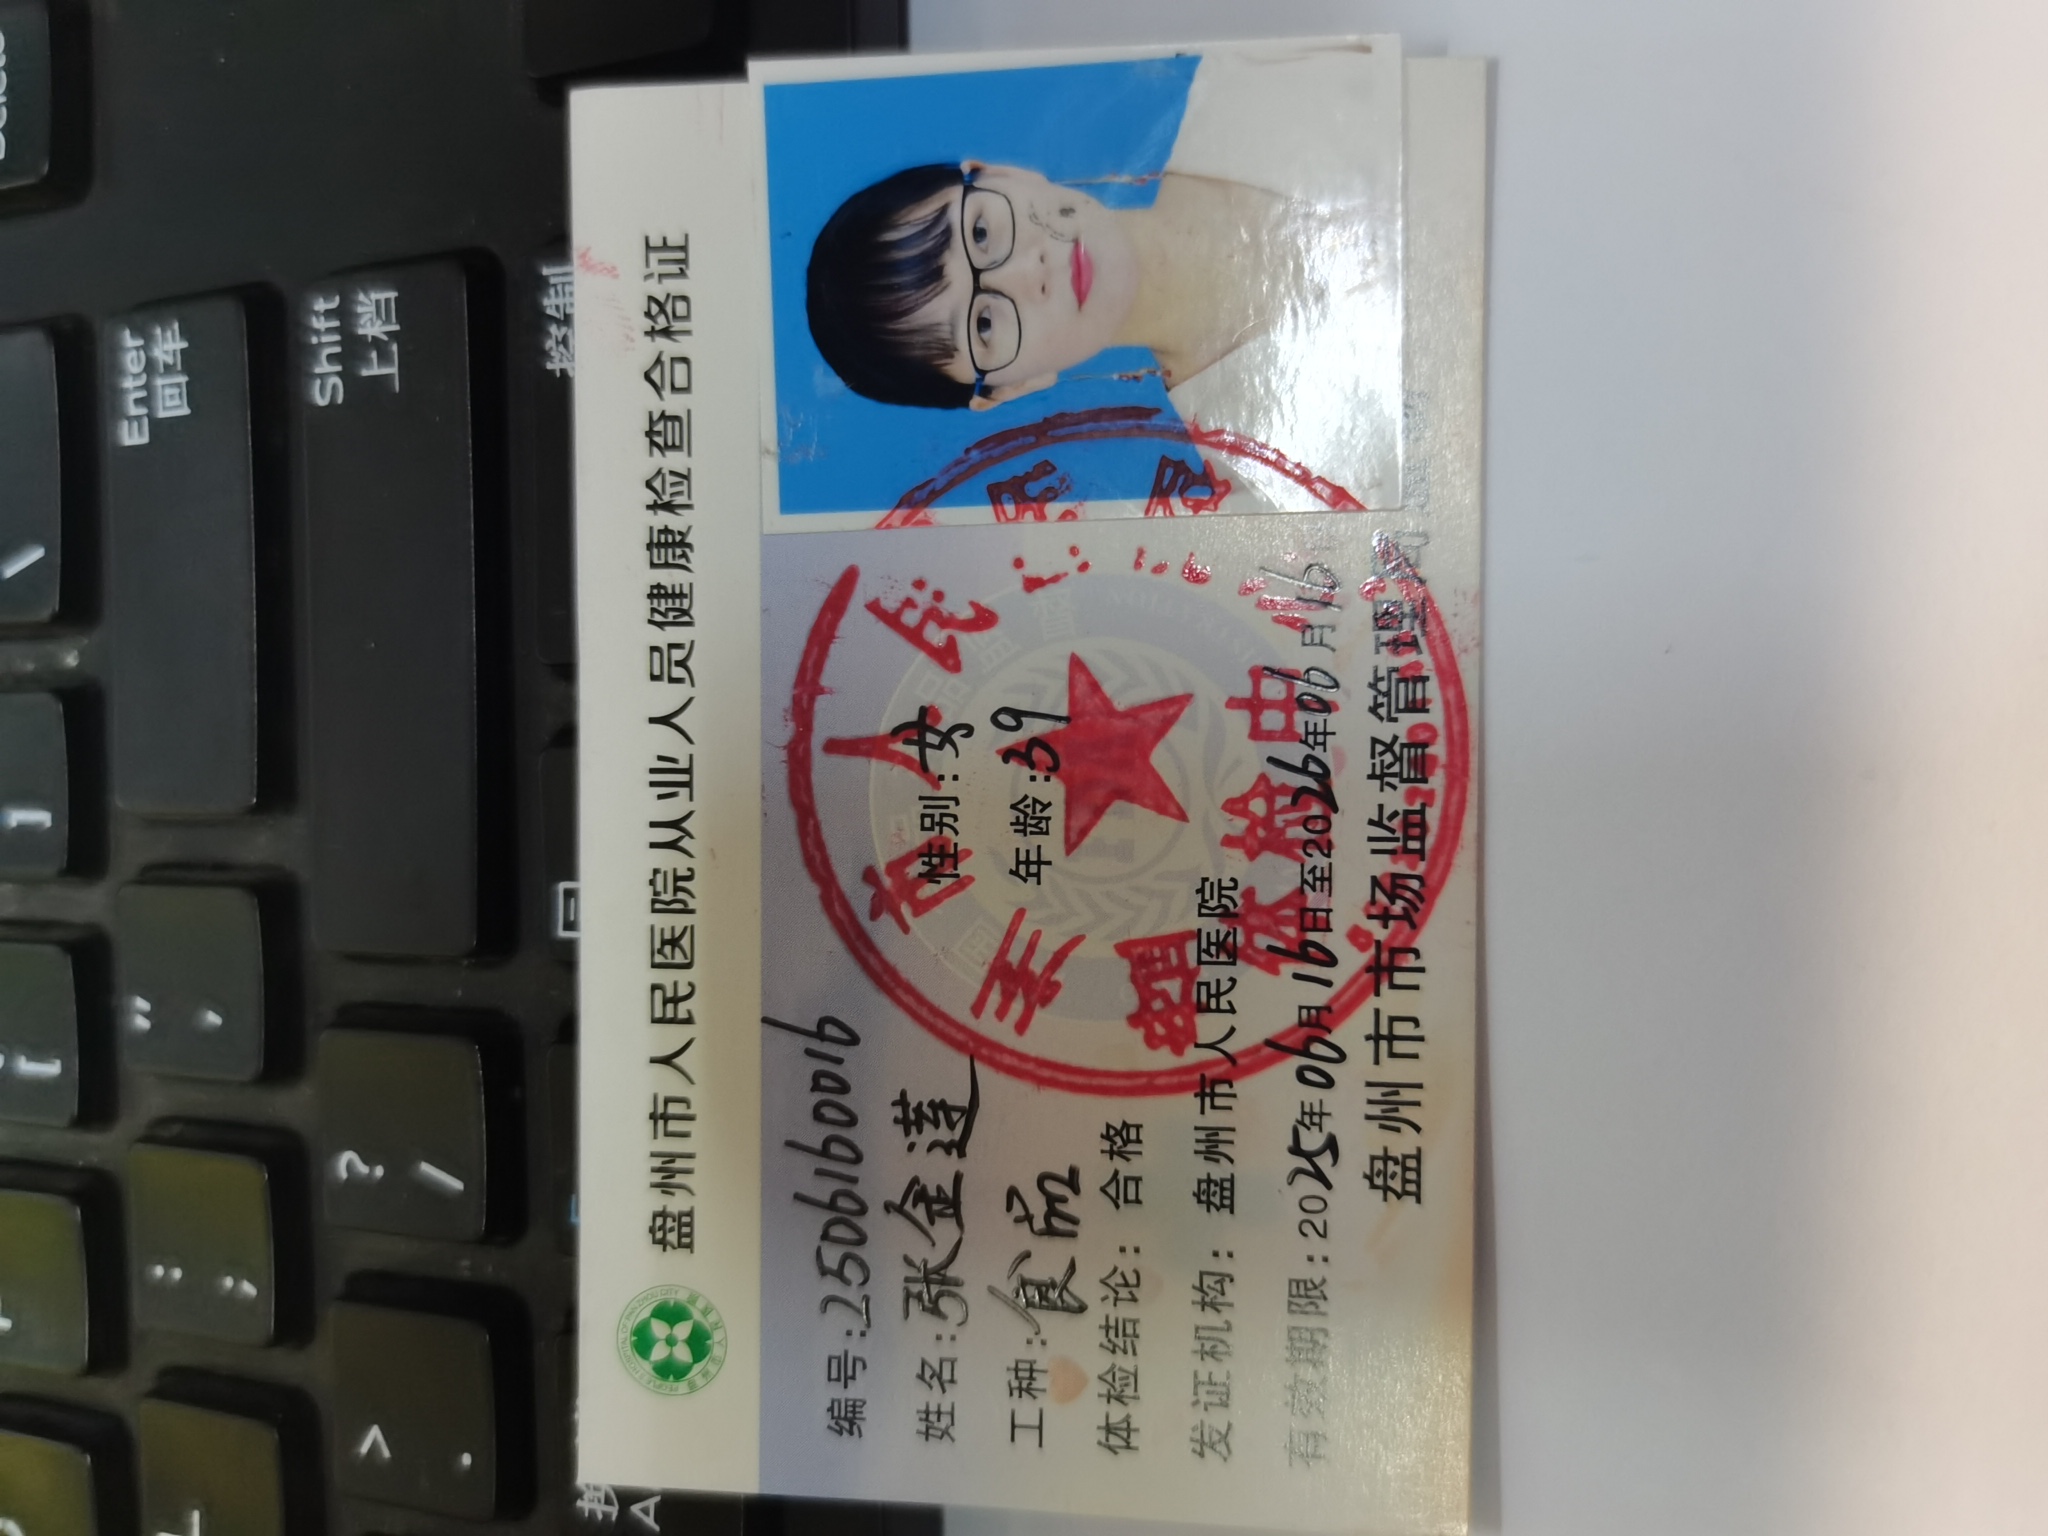 盘州市人民医院从业人员健康检查合格证
编号:2506160016
姓名:张金莲 性别:女
工种:食品 年龄:39
体检结论: 合格
发证机构: 盘州市人民医院
有效期限:2025年06月16日至2026年06月16
盘州市市场监督管理局
Enter
回车
Shift
上档
控制
"
'
?
/
:
;
>
.
]
[
\